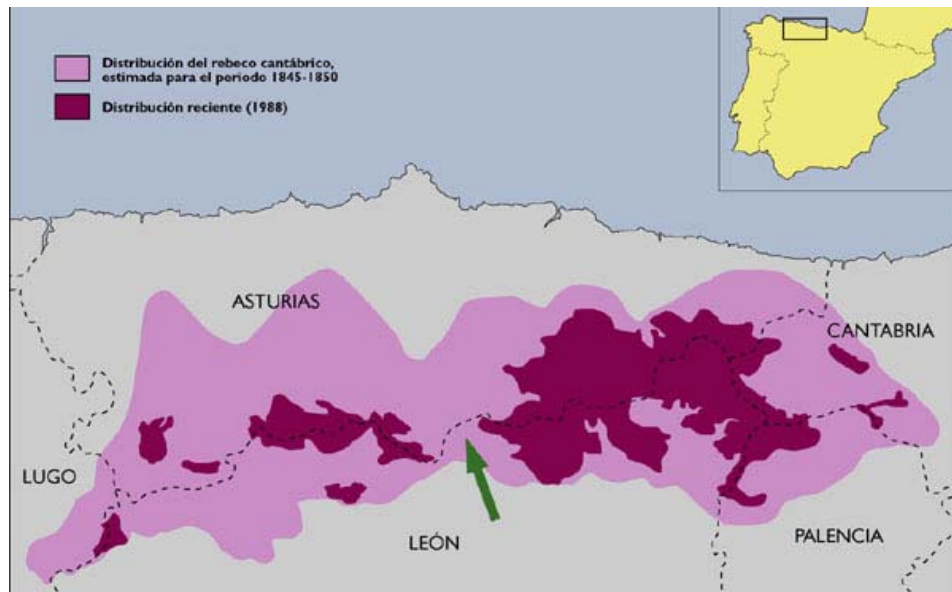 Distribución del rebeco cantábrico,
estimada para el periodo 1845-1850
Distribución reciente (1988)
ASTURIAS
CANTABRIA
LUGO
LEÓN
PALENCIA